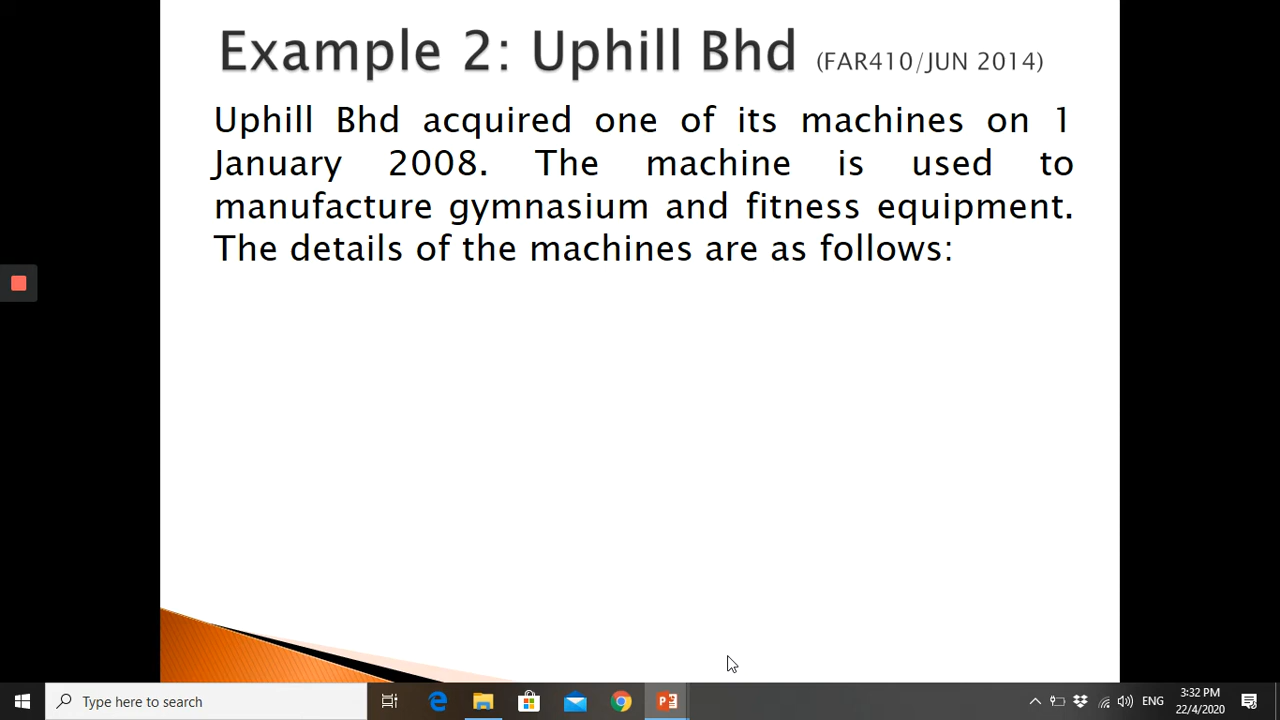 Example 2: Uphill Bhd (FAR410/JUN 2014)
Uphill Bhd acquired one of its machines on 1
January 2008. The machine is used to
manufacture gymnasium and fitness equipment.
The details of the machines are as follows:
Type here to search
ENG
3:32 PM
22/4/2020